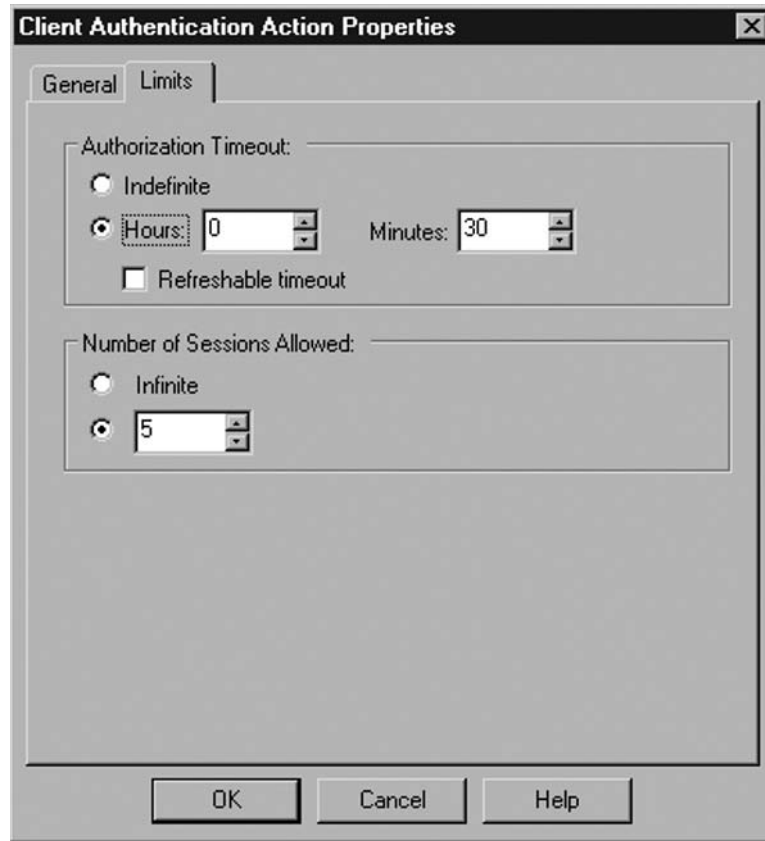 Client Authentication Action Properties
General Limits
Authorization Timeout:
Indefinite
Hours: 0 Minutes: 30
Refreshable timeout
Number of Sessions Allowed:
Infinite
5
OK Cancel Help